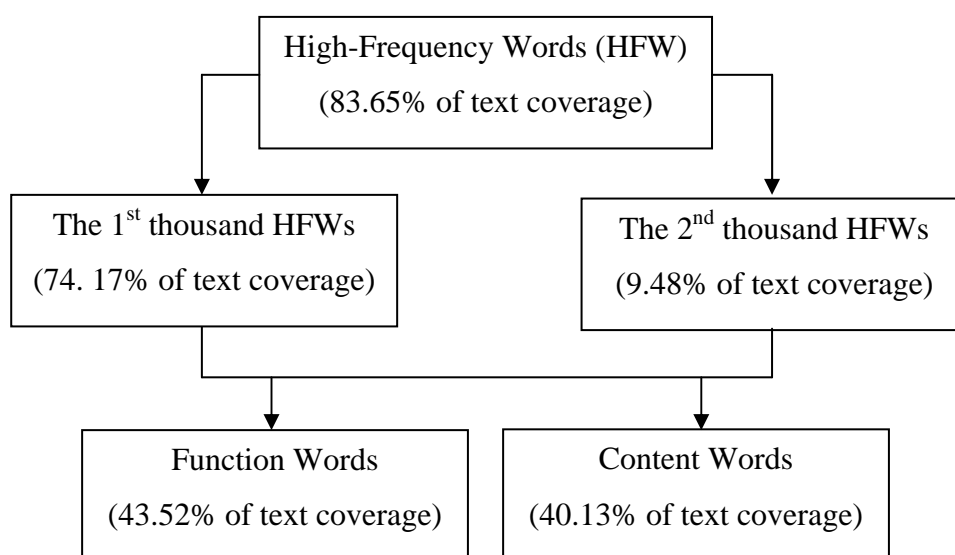 High-Frequency Words (HFW)
(83.65% of text coverage)
The 1st thousand HFWs
(74. 17% of text coverage)
The 2nd thousand HFWs
(9.48% of text coverage)
Function Words
(43.52% of text coverage)
Content Words
(40.13% of text coverage)